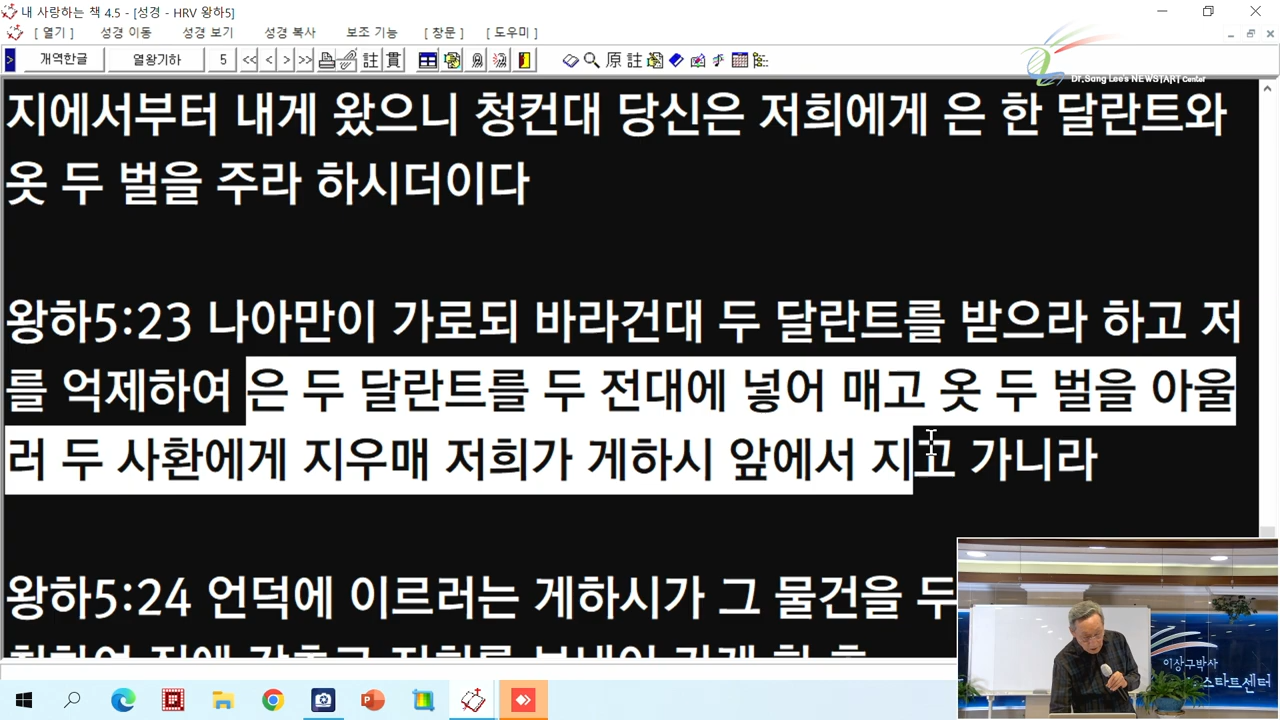 내 사랑하는 책 4.5 - [성경 - HRV 왕하5]
[ 열기 ] 성경 이동 성경 보기 성경 복사 보조 기능 [ 창문 ] [ 도우미 ]
> 개역한글 열왕기하 5 << < > >> 註 貫 原 註
Dr.Sang Lee's NEWSTART Center
지에서부터 내게 왔으니 청컨대 당신은 저희에게 은 한 달란트와
옷 두 벌을 주라 하시더이다
왕하5:23 나아만이 가로되 바라건대 두 달란트를 받으라 하고 저
를 억제하여 은 두 달란트를 두 전대에 넣어 매고 옷 두 벌을 아울
러 두 사환에게 지우매 저희가 게하시 앞에서 지고 가니라
왕하5:24 언덕에 이르러는 게하시가 그 물건을 두
이상구박사
스타트센터